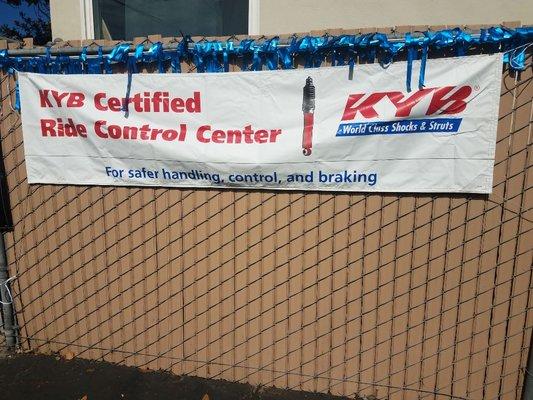 KYB Certified
Ride Control Center
KYB®
World Class Shocks & Struts
For safer handling, control, and braking